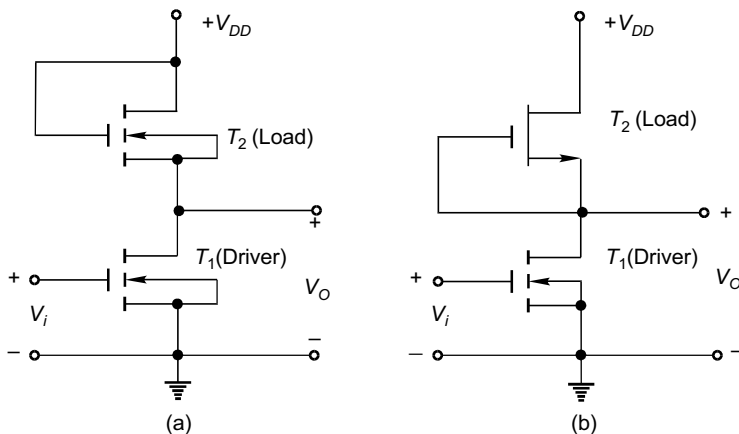 +V_DD
T_2 (Load)
+
T_1(Driver)
+
V_i
V_O
–
–
(a)
+V_DD
T_2 (Load)
+
T_1(Driver)
+
V_i
V_O
–
–
(b)